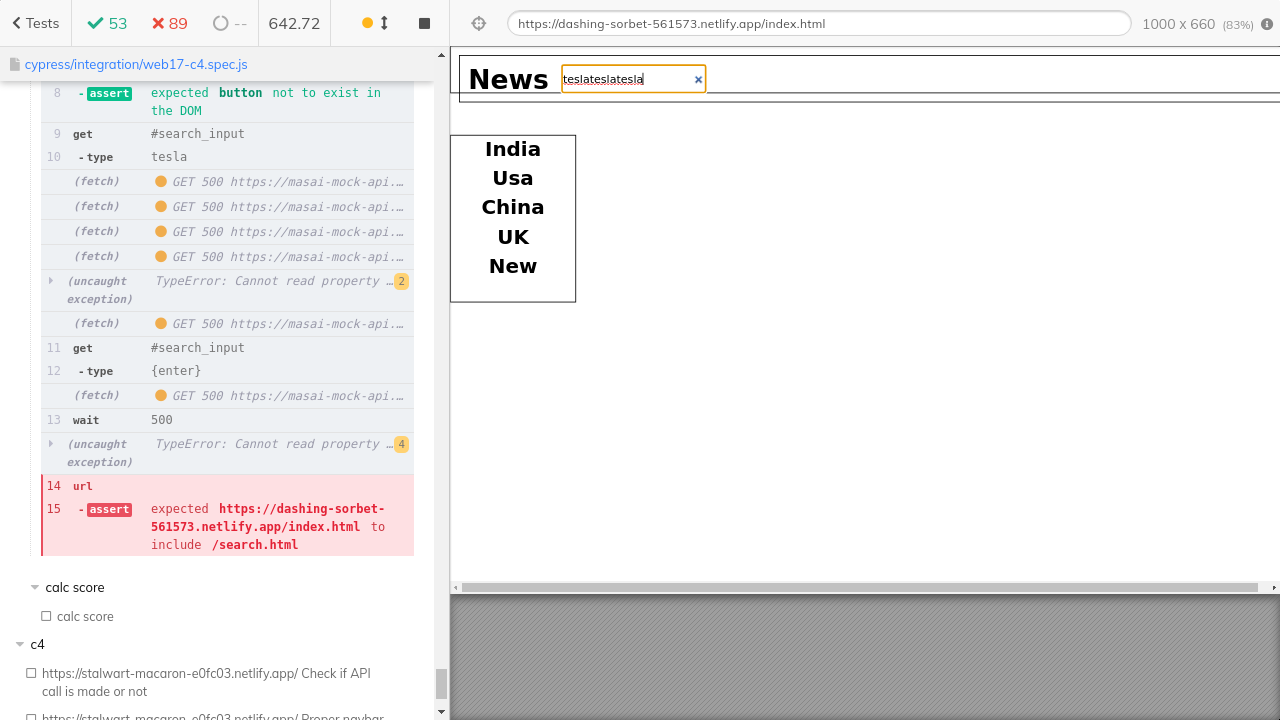 Tests 53 89 -- 642.72 https://dashing-sorbet-561573.netlify.app/index.html 1000 x 660 (83%)
cypress/integration/web17-c4.spec.js
8 - assert expected button not to exist in
the DOM
9 get #search_input
10 - type tesla
(fetch) GET 500 https://masai-mock-api.…
(fetch) GET 500 https://masai-mock-api.…
(fetch) GET 500 https://masai-mock-api.…
(fetch) GET 500 https://masai-mock-api.…
(uncaught TypeError: Cannot read property … 2
exception)
(fetch) GET 500 https://masai-mock-api.…
11 get #search_input
12 - type {enter}
(fetch) GET 500 https://masai-mock-api.…
13 wait 500
(uncaught TypeError: Cannot read property … 4
exception)
14 url
15 - assert expected https://dashing-sorbet-
561573.netlify.app/index.html to
include /search.html
calc score
calc score
c4
https://stalwart-macaron-e0fc03.netlify.app/ Check if API
call is made or not
https://stalwart-macaron-e0fc03.netlify.app/ Proper navbar
News teslateslatesla ×
India
Usa
China
UK
New